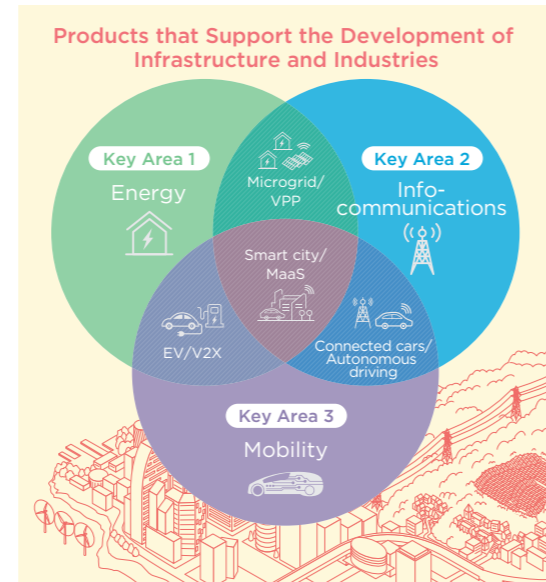 Products that Support the Development of
Infrastructure and Industries
Key Area 1
Energy
Key Area 2
Info-
communications
Microgrid/
VPP
Smart city/
MaaS
EV/V2X
Connected cars/
Autonomous
driving
Key Area 3
Mobility